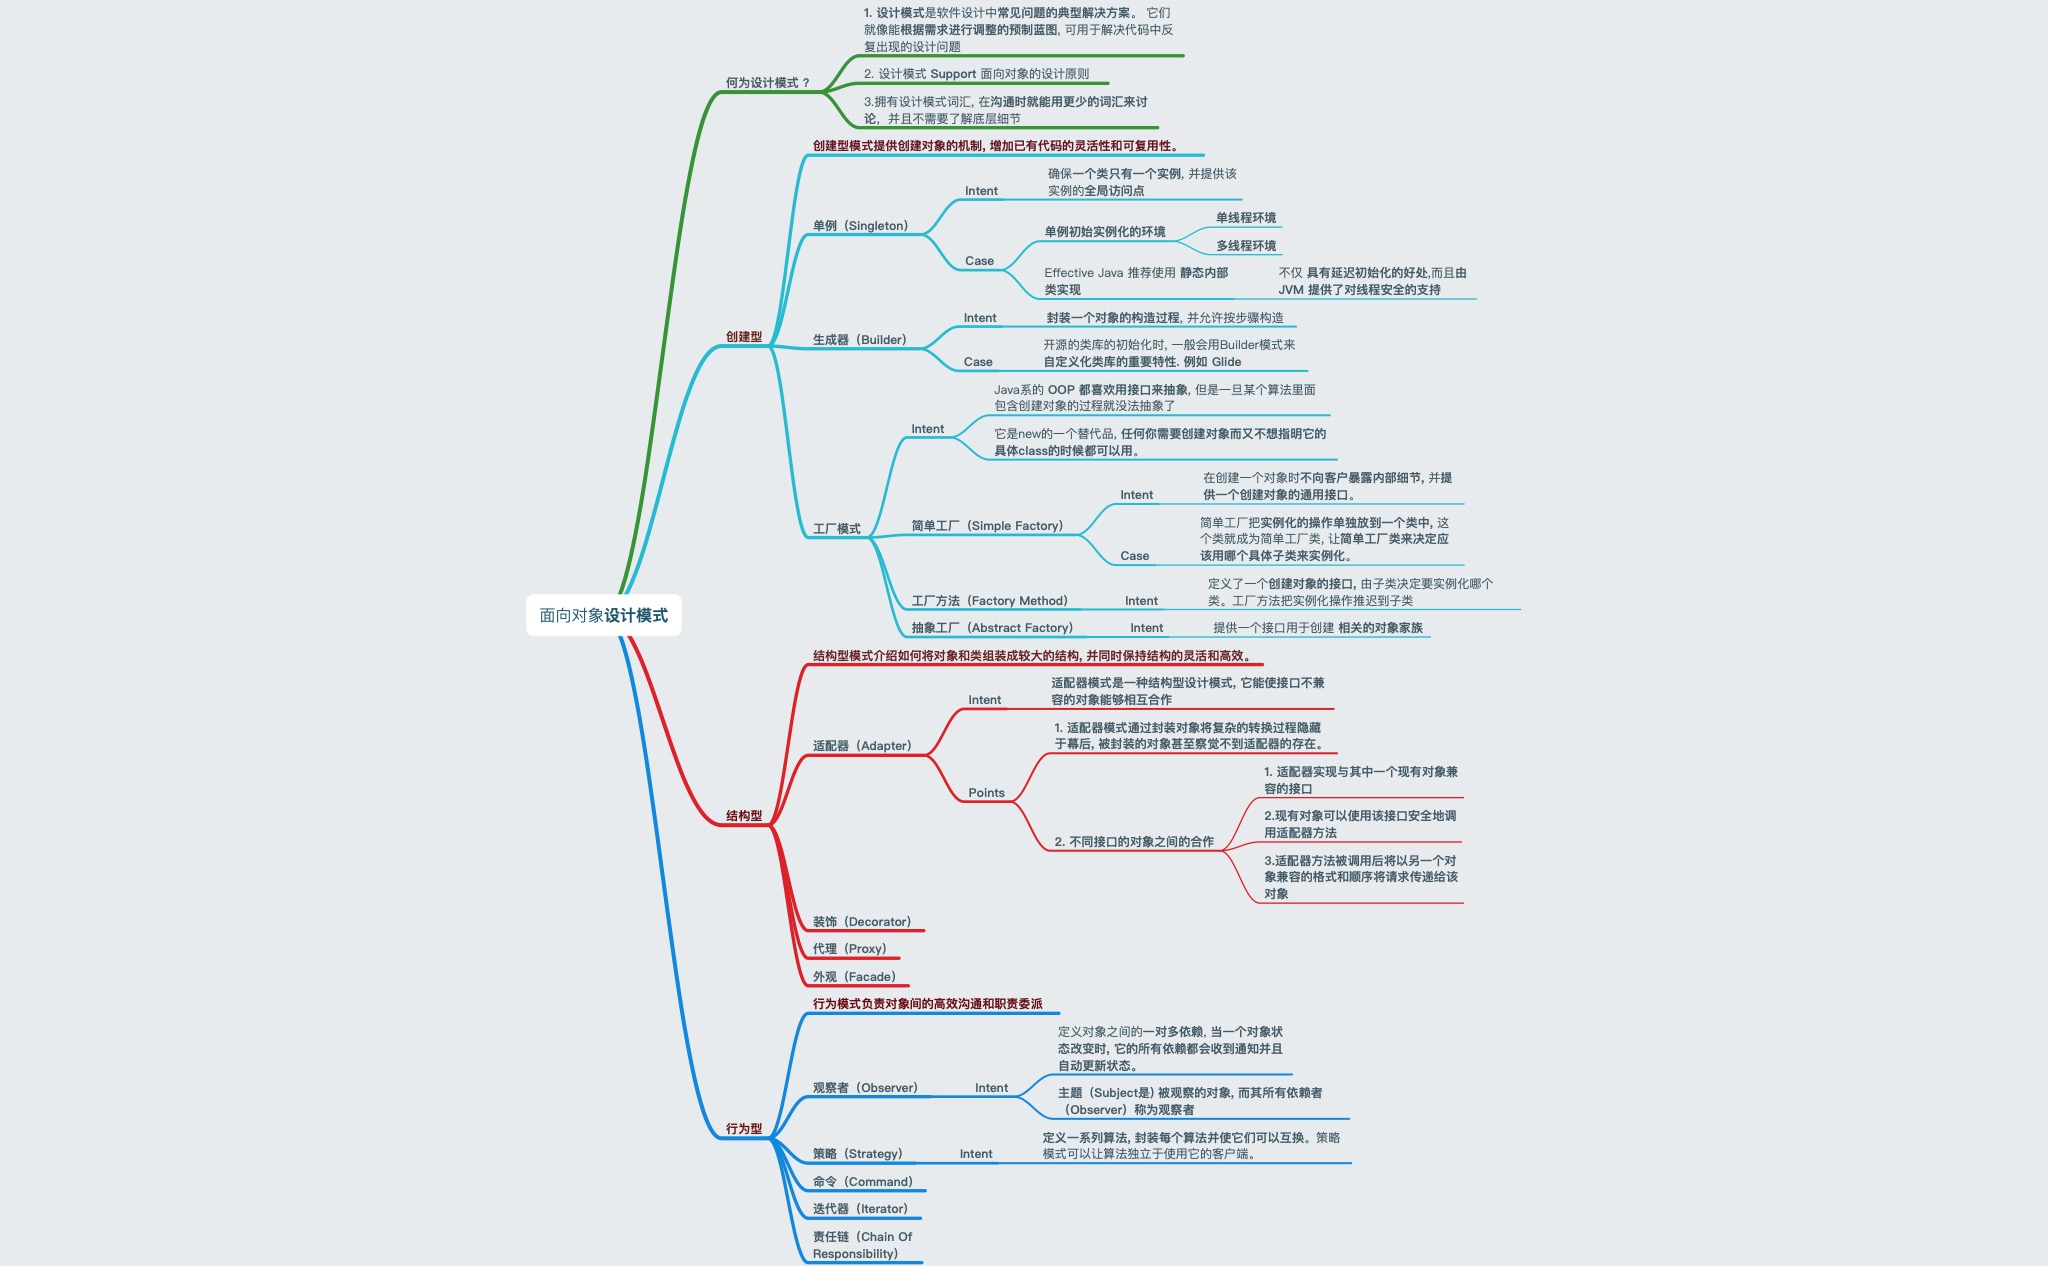 1. 设计模式是软件设计中常见问题的典型解决方案。 它们
就像能根据需求进行调整的预制蓝图, 可用于解决代码中反
复出现的设计问题
何为设计模式 ?
2. 设计模式 Support 面向对象的设计原则
3.拥有设计模式词汇, 在沟通时就能用更少的词汇来讨
论，并且不需要了解底层细节
创建型模式提供创建对象的机制, 增加已有代码的灵活性和可复用性。
确保一个类只有一个实例, 并提供该
实例的全局访问点
Intent
单例（Singleton）
单线程环境
单例初始实例化的环境
多线程环境
Case
Effective Java 推荐使用 静态内部
类实现
不仅 具有延迟初始化的好处,而且由
JVM 提供了对线程安全的支持
创建型
Intent
封装一个对象的构造过程, 并允许按步骤构造
生成器（Builder）
开源的类库的初始化时, 一般会用Builder模式来
自定义化类库的重要特性. 例如 Glide
Case
Java系的 OOP 都喜欢用接口来抽象, 但是一旦某个算法里面
包含创建对象的过程就没法抽象了
Intent
它是new的一个替代品, 任何你需要创建对象而又不想指明它的
具体class的时候都可以用。
在创建一个对象时不向客户暴露内部细节, 并提
供一个创建对象的通用接口。
Intent
工厂模式
简单工厂（Simple Factory）
简单工厂把实例化的操作单独放到一个类中, 这
个类就成为简单工厂类, 让简单工厂类来决定应
该用哪个具体子类来实例化。
Case
定义了一个创建对象的接口, 由子类决定要实例化哪个
类。工厂方法把实例化操作推迟到子类
工厂方法（Factory Method）
Intent
抽象工厂（Abstract Factory）
Intent
提供一个接口用于创建 相关的对象家族
面向对象设计模式
结构型模式介绍如何将对象和类组装成较大的结构, 并同时保持结构的灵活和高效。
适配器模式是一种结构型设计模式, 它能使接口不兼
容的对象能够相互合作
Intent
1. 适配器模式通过封装对象将复杂的转换过程隐藏
于幕后, 被封装的对象甚至察觉不到适配器的存在。
适配器（Adapter）
Points
1. 适配器实现与其中一个现有对象兼
容的接口
2. 不同接口的对象之间的合作
2.现有对象可以使用该接口安全地调
用适配器方法
3.适配器方法被调用后将以另一个对
象兼容的格式和顺序将请求传递给该
对象
结构型
装饰（Decorator）
代理（Proxy）
外观（Facade）
行为模式负责对象间的高效沟通和职责委派
定义对象之间的一对多依赖, 当一个对象状
态改变时, 它的所有依赖都会收到通知并且
自动更新状态。
观察者（Observer）
Intent
主题（Subject是) 被观察的对象, 而其所有依赖者
（Observer）称为观察者
行为型
定义一系列算法, 封装每个算法并使它们可以互换。策略
模式可以让算法独立于使用它的客户端。
策略（Strategy）
Intent
命令（Command）
迭代器（Iterator）
责任链（Chain Of
Responsibility）